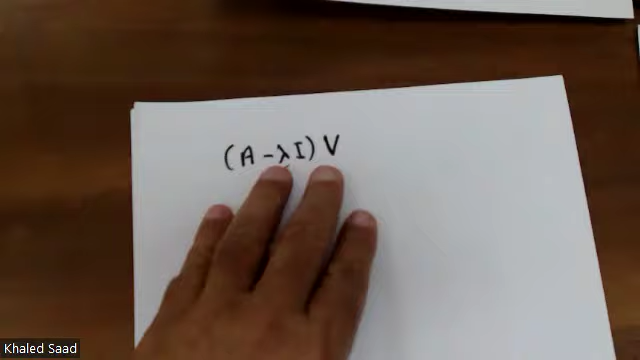 (A - λI) V
Khaled Saad